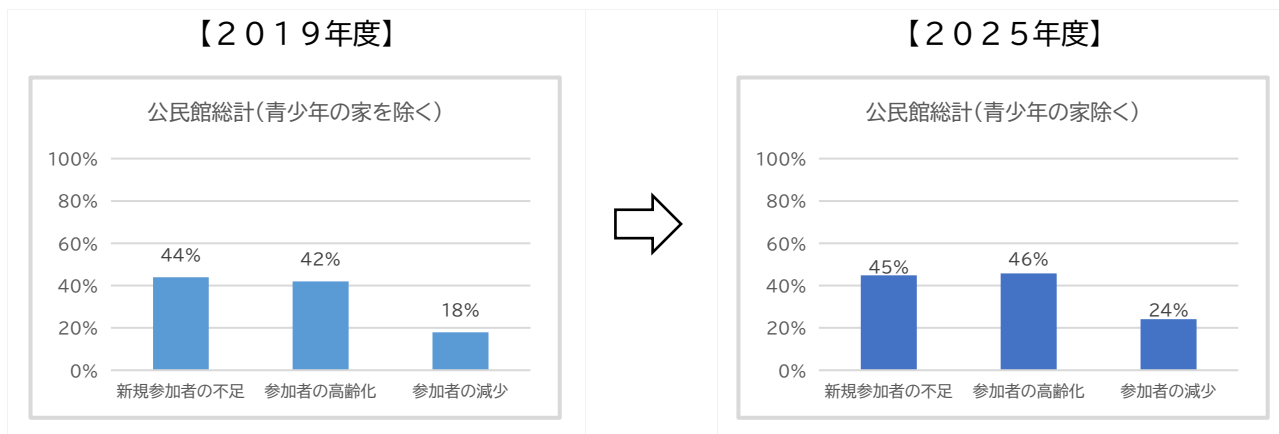 【2019年度】
公民館総計(青少年の家を除く)
100%
80%
60%
40%
20%
0%
44%
42%
18%
新規参加者の不足
参加者の高齢化
参加者の減少
【2025年度】
公民館総計(青少年の家除く)
100%
80%
60%
40%
20%
0%
45%
46%
24%
新規参加者の不足
参加者の高齢化
参加者の減少